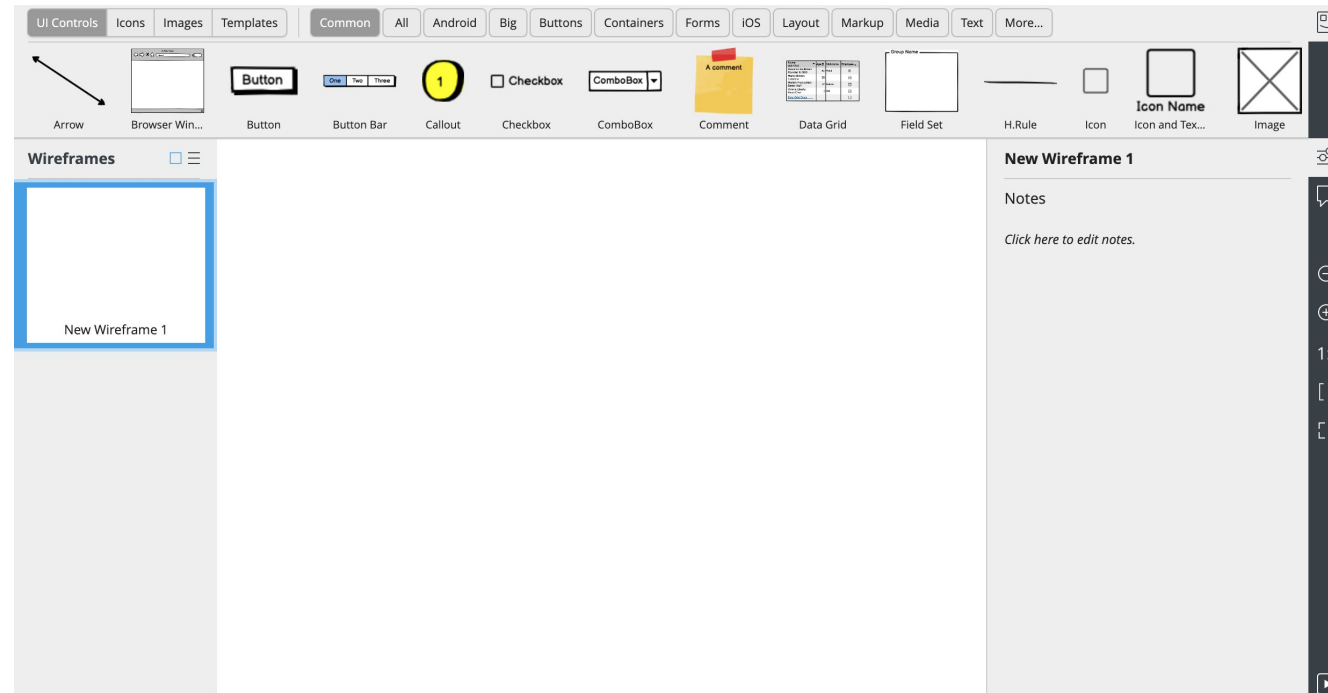 UI Controls Icons Images Templates Common All Android Big Buttons Containers Forms iOS Layout Markup Media Text More...
Button
One Two Three
1
Checkbox
ComboBox
A comment
Group Name
Icon Name
Arrow Browser Win... Button Button Bar Callout Checkbox ComboBox Comment Data Grid Field Set H.Rule Icon Icon and Tex... Image
Wireframes
New Wireframe 1
New Wireframe 1
Notes
Click here to edit notes.